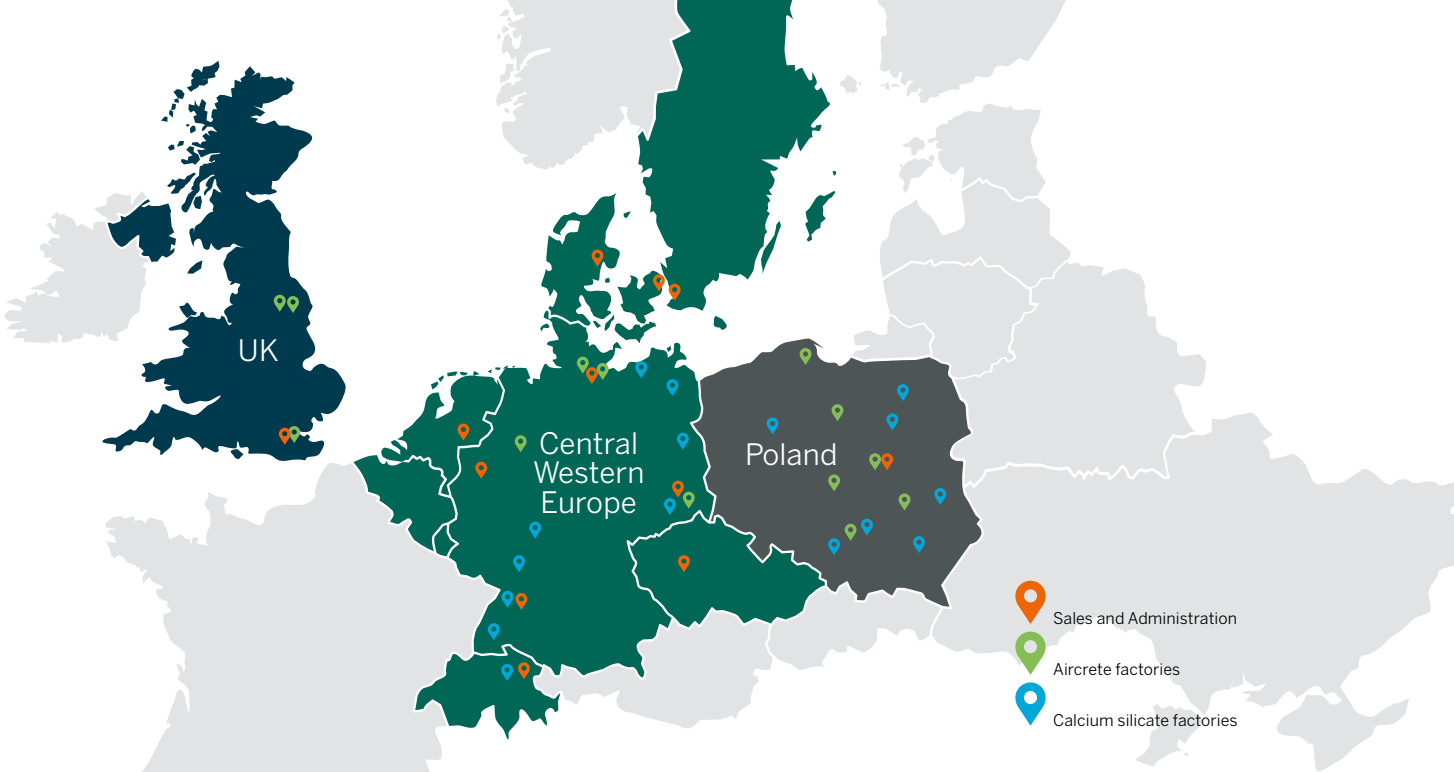 UK
Central
Western
Europe
Poland
Sales and Administration
Aircrete factories
Calcium silicate factories